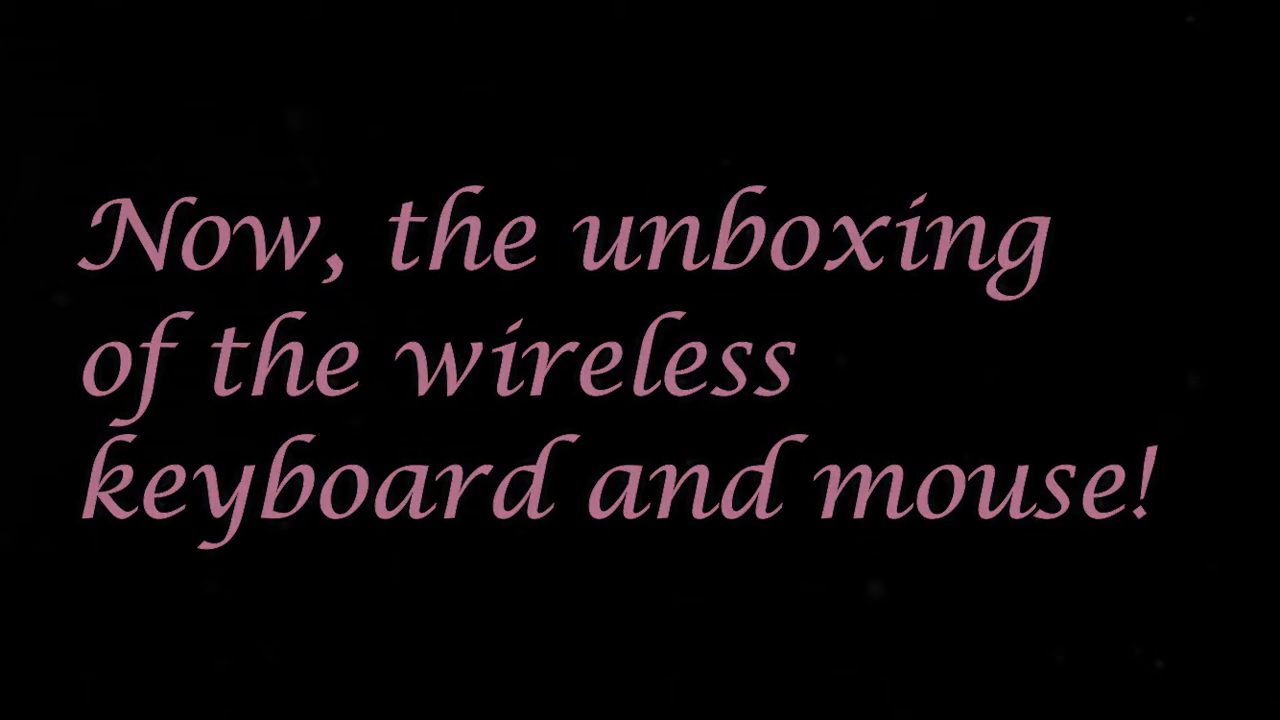 Now, the unboxing
of the wireless
keyboard and mouse!